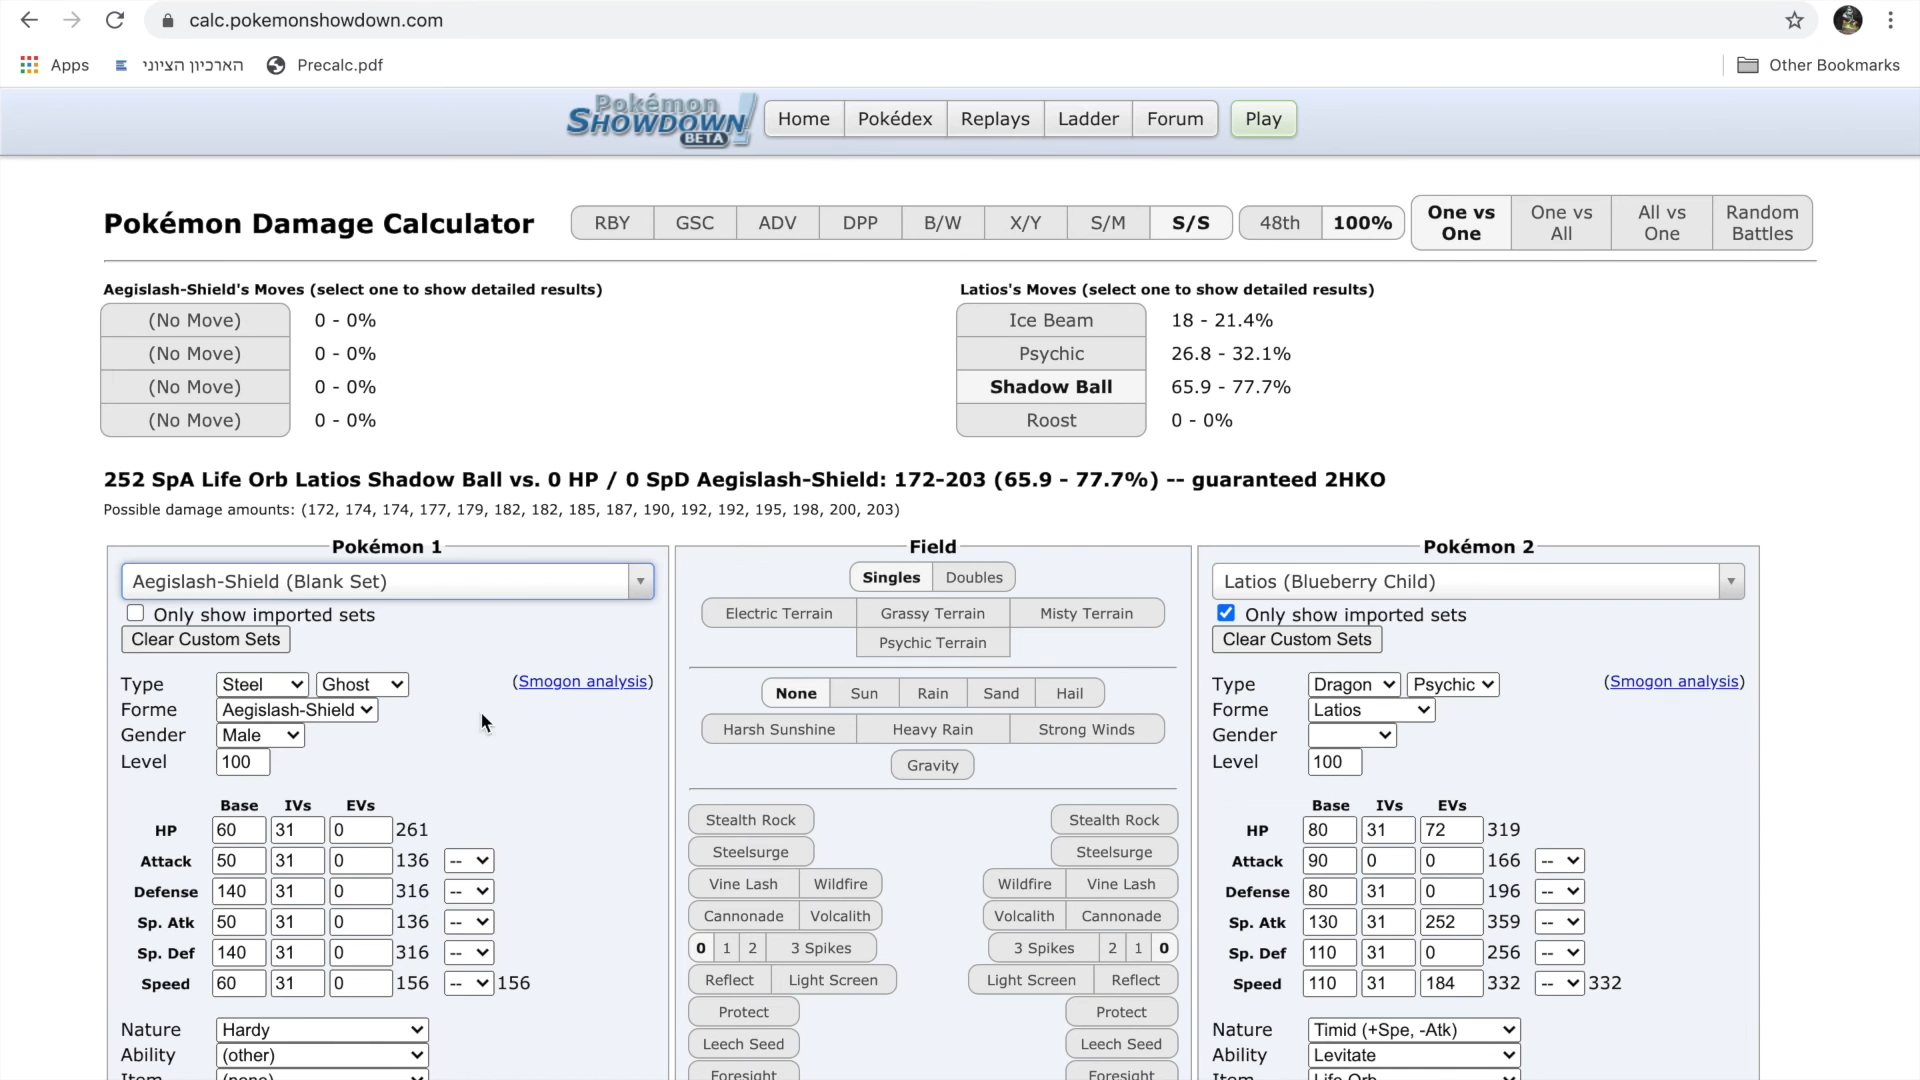 calc.pokemonshowdown.com
Apps הארכיון הציוני Precalc.pdf Other Bookmarks
Pokémon SHOWDOWN! BETA Home Pokédex Replays Ladder Forum Play
Pokémon Damage Calculator RBY GSC ADV DPP B/W X/Y S/M S/S 48th 100% One vs One One vs All All vs One Random Battles
Aegislash-Shield's Moves (select one to show detailed results) Latios's Moves (select one to show detailed results)
(No Move) 0 - 0% Ice Beam 18 - 21.4%
(No Move) 0 - 0% Psychic 26.8 - 32.1%
(No Move) 0 - 0% Shadow Ball 65.9 - 77.7%
(No Move) 0 - 0% Roost 0 - 0%
252 SpA Life Orb Latios Shadow Ball vs. 0 HP / 0 SpD Aegislash-Shield: 172-203 (65.9 - 77.7%) -- guaranteed 2HKO
Possible damage amounts: (172, 174, 174, 177, 179, 182, 182, 185, 187, 190, 192, 192, 195, 198, 200, 203)
Pokémon 1
Aegislash-Shield (Blank Set)
Only show imported sets
Clear Custom Sets
Type Steel Ghost (Smogon analysis)
Forme Aegislash-Shield
Gender Male
Level 100
Base IVs EVs
HP 60 31 0 261
Attack 50 31 0 136 --
Defense 140 31 0 316 --
Sp. Atk 50 31 0 136 --
Sp. Def 140 31 0 316 --
Speed 60 31 0 156 -- 156
Nature Hardy
Ability (other)
Item (none)
Field
Singles Doubles
Electric Terrain Grassy Terrain Misty Terrain
Psychic Terrain
None Sun Rain Sand Hail
Harsh Sunshine Heavy Rain Strong Winds
Gravity
Stealth Rock Stealth Rock
Steelsurge Steelsurge
Vine Lash Wildfire Wildfire Vine Lash
Cannonade Volcalith Volcalith Cannonade
0 1 2 3 Spikes 3 Spikes 2 1 0
Reflect Light Screen Light Screen Reflect
Protect Protect
Leech Seed Leech Seed
Foresight Foresight
Pokémon 2
Latios (Blueberry Child)
Only show imported sets
Clear Custom Sets
Type Dragon Psychic (Smogon analysis)
Forme Latios
Gender
Level 100
Base IVs EVs
HP 80 31 72 319
Attack 90 0 0 166 --
Defense 80 31 0 196 --
Sp. Atk 130 31 252 359 --
Sp. Def 110 31 0 256 --
Speed 110 31 184 332 -- 332
Nature Timid (+Spe, -Atk)
Ability Levitate
Item Life Orb